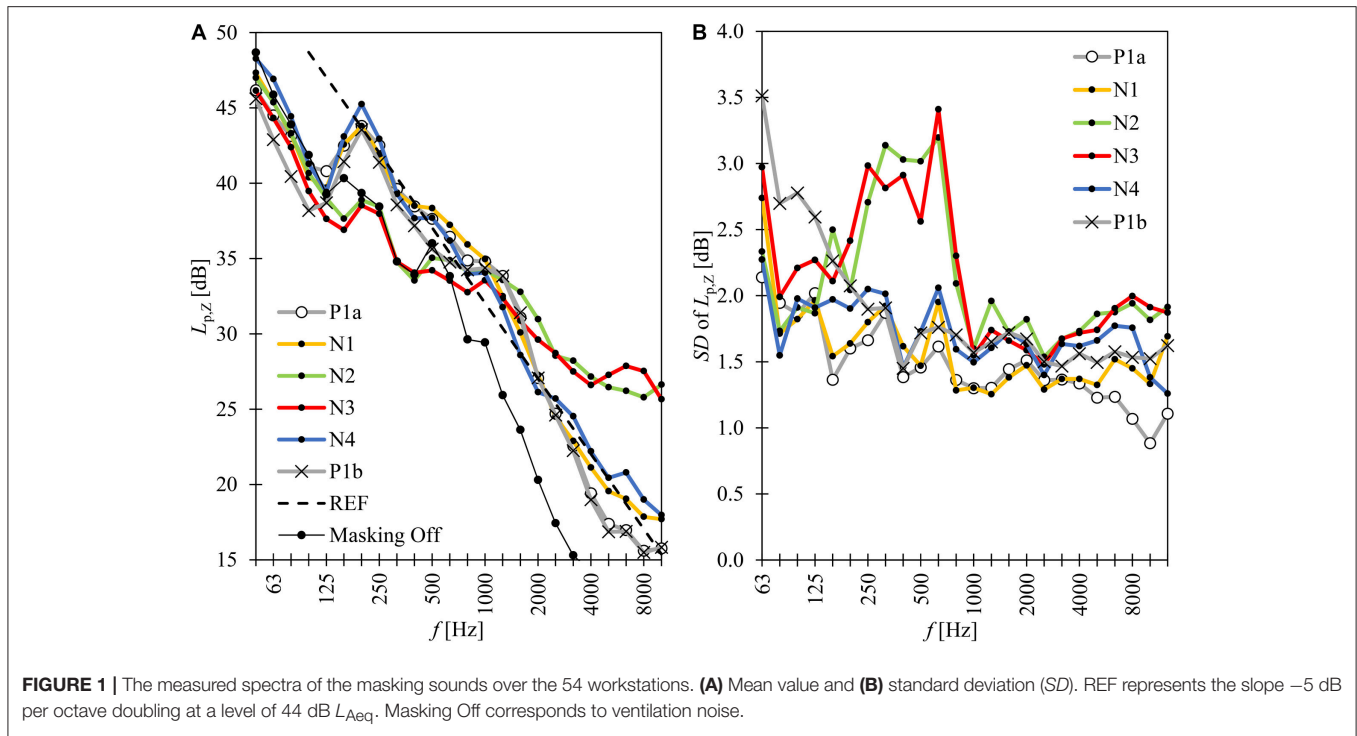 A
50
45
40
35
30
25
20
15
L_{p,Z} [dB]
P1a
N1
N2
N3
N4
P1b
REF
Masking Off
63
125
250
500
1000
2000
4000
8000
f [Hz]
B
4.0
3.5
3.0
2.5
2.0
1.5
1.0
0.5
0.0
SD of L_{p,Z} [dB]
P1a
N1
N2
N3
N4
P1b
63
125
250
500
1000
2000
4000
8000
f [Hz]
FIGURE 1 | The measured spectra of the masking sounds over the 54 workstations. (A) Mean value and (B) standard deviation (SD). REF represents the slope −5 dB
per octave doubling at a level of 44 dB L_{Aeq}. Masking Off corresponds to ventilation noise.